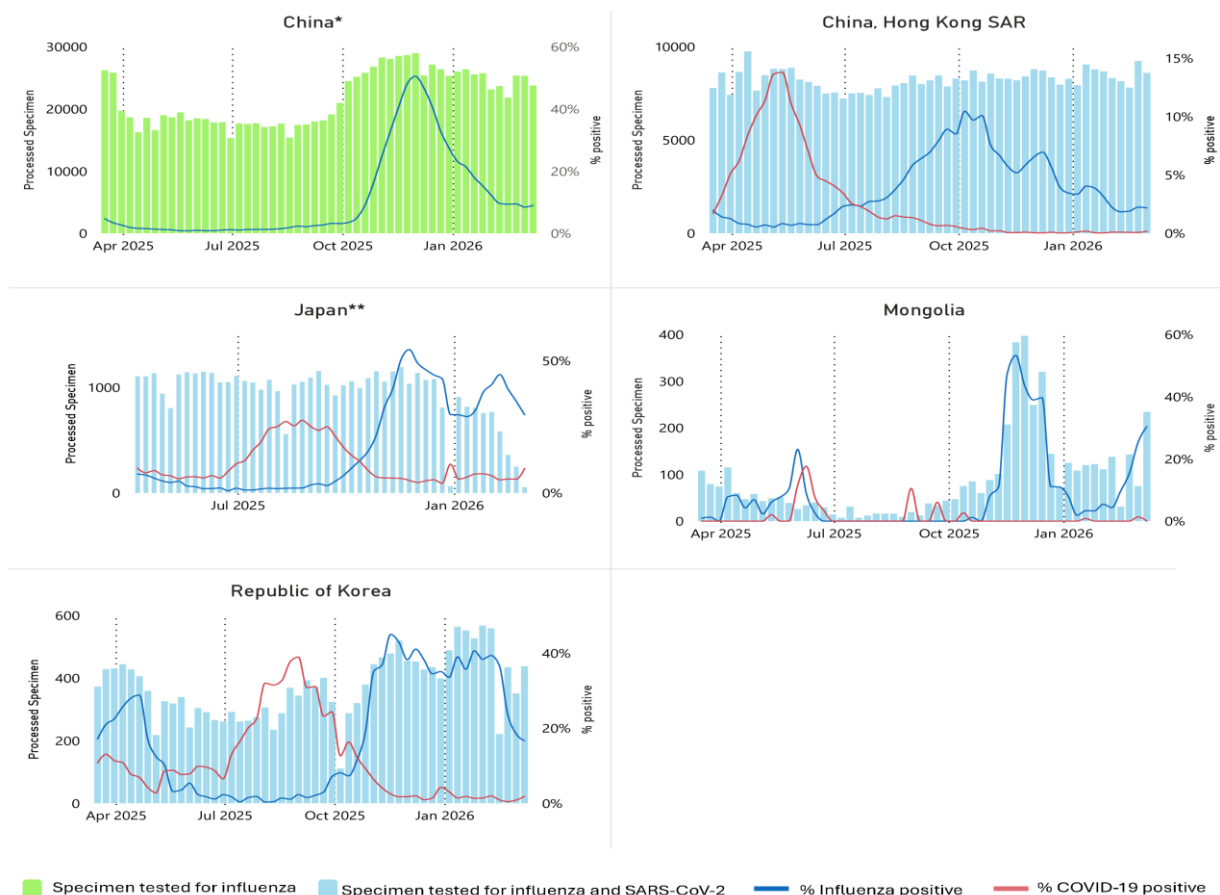 China*
China, Hong Kong SAR
30000
20000
10000
0
Processed Specimen
60%
40%
20%
0%
% positive
Apr 2025 Jul 2025 Oct 2025 Jan 2026
10000
5000
0
Processed Specimen
15%
10%
5%
0%
% positive
Apr 2025 Jul 2025 Oct 2025 Jan 2026
Japan**
Mongolia
1000
0
Processed Specimen
50%
0%
% positive
Jul 2025 Jan 2026
400
300
200
100
0
Processed Specimen
60%
40%
20%
0%
% positive
Apr 2025 Jul 2025 Oct 2025 Jan 2026
Republic of Korea
600
400
200
0
Processed Specimen
40%
20%
0%
% positive
Apr 2025 Jul 2025 Oct 2025 Jan 2026
Specimen tested for influenza Specimen tested for influenza and SARS-CoV-2 % Influenza positive % COVID-19 positive